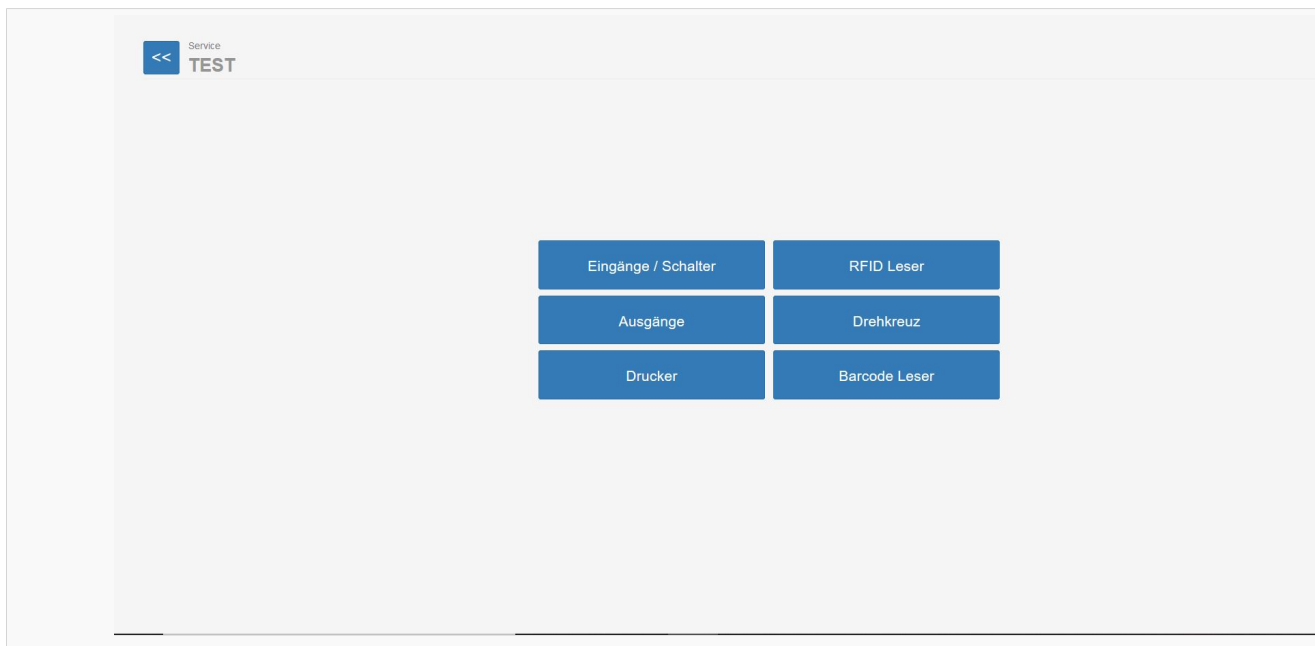 <<
Service
TEST
Eingänge / Schalter
RFID Leser
Ausgänge
Drehkreuz
Drucker
Barcode Leser